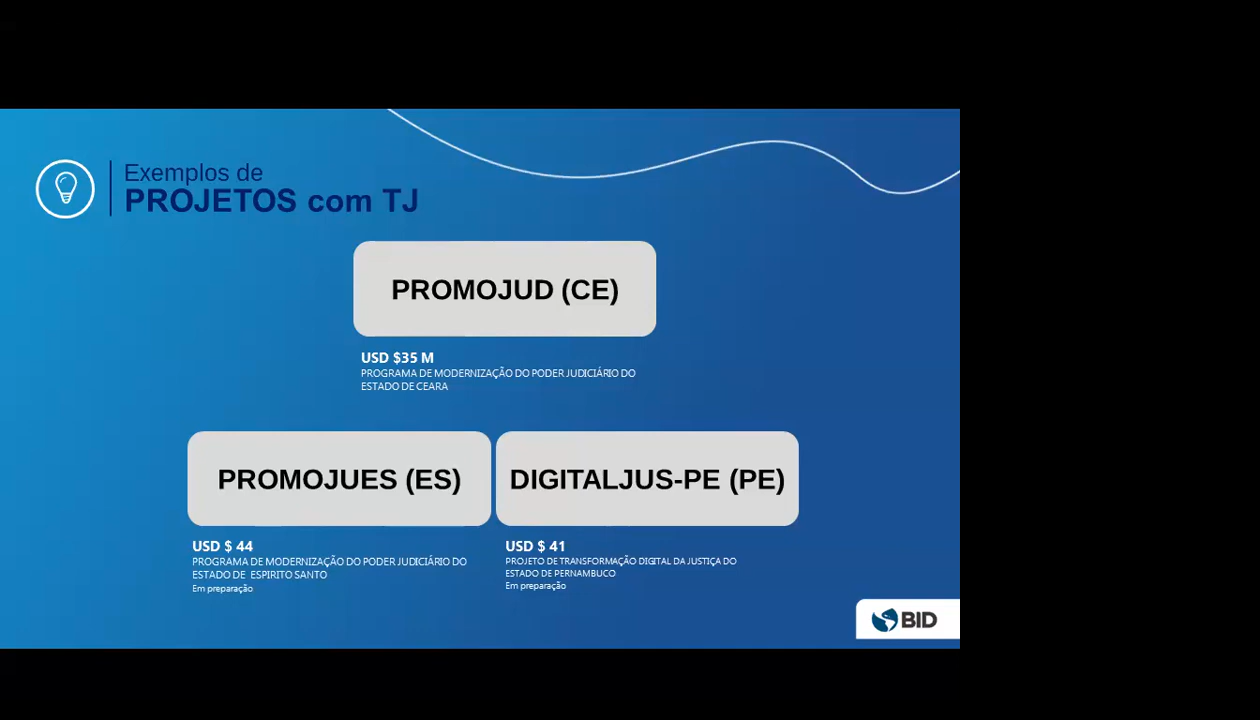 Exemplos de
PROJETOS com TJ
PROMOJUD (CE)
USD $35 M
PROGRAMA DE MODERNIZAÇÃO DO PODER JUDICIÁRIO DO
ESTADO DE CEARA
PROMOJUES (ES)
USD $ 44
PROGRAMA DE MODERNIZAÇÃO DO PODER JUDICIÁRIO DO
ESTADO DE ESPIRITO SANTO
Em preparação
DIGITALJUS-PE (PE)
USD $ 41
PROJETO DE TRANSFORMAÇÃO DIGITAL DA JUSTIÇA DO
ESTADO DE PERNAMBUCO
Em preparação
BID